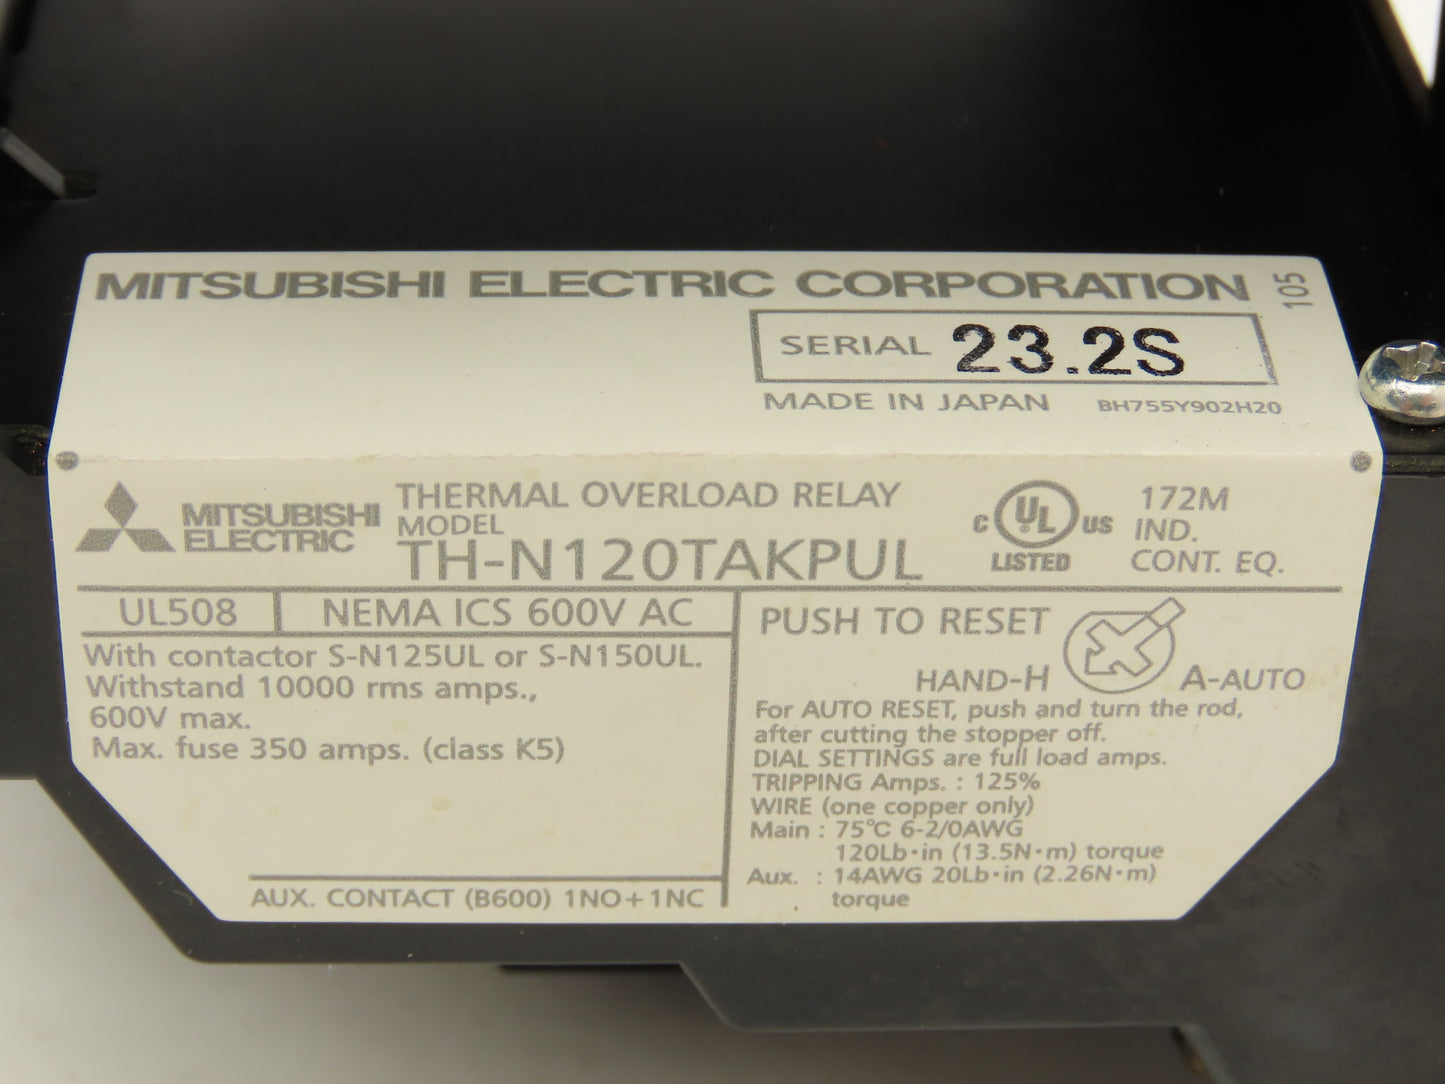 MITSUBISHI ELECTRIC CORPORATION
105
SERIAL 23.2S
MADE IN JAPAN BH755Y902H20
MITSUBISHI
ELECTRIC
THERMAL OVERLOAD RELAY
MODEL
TH-N120TAKPUL
C UL US
LISTED
172M
IND.
CONT. EQ.
UL508 NEMA ICS 600V AC
With contactor S-N125UL or S-N150UL.
Withstand 10000 rms amps.,
600V max.
Max. fuse 350 amps. (class K5)
AUX. CONTACT (B600) 1NO+1NC
PUSH TO RESET
HAND-H A-AUTO
For AUTO RESET, push and turn the rod,
after cutting the stopper off.
DIAL SETTINGS are full load amps.
TRIPPING Amps. : 125%
WIRE (one copper only)
Main : 75°C 6-2/0AWG
120Lb·in (13.5N·m) torque
Aux. : 14AWG 20Lb·in (2.26N·m)
torque